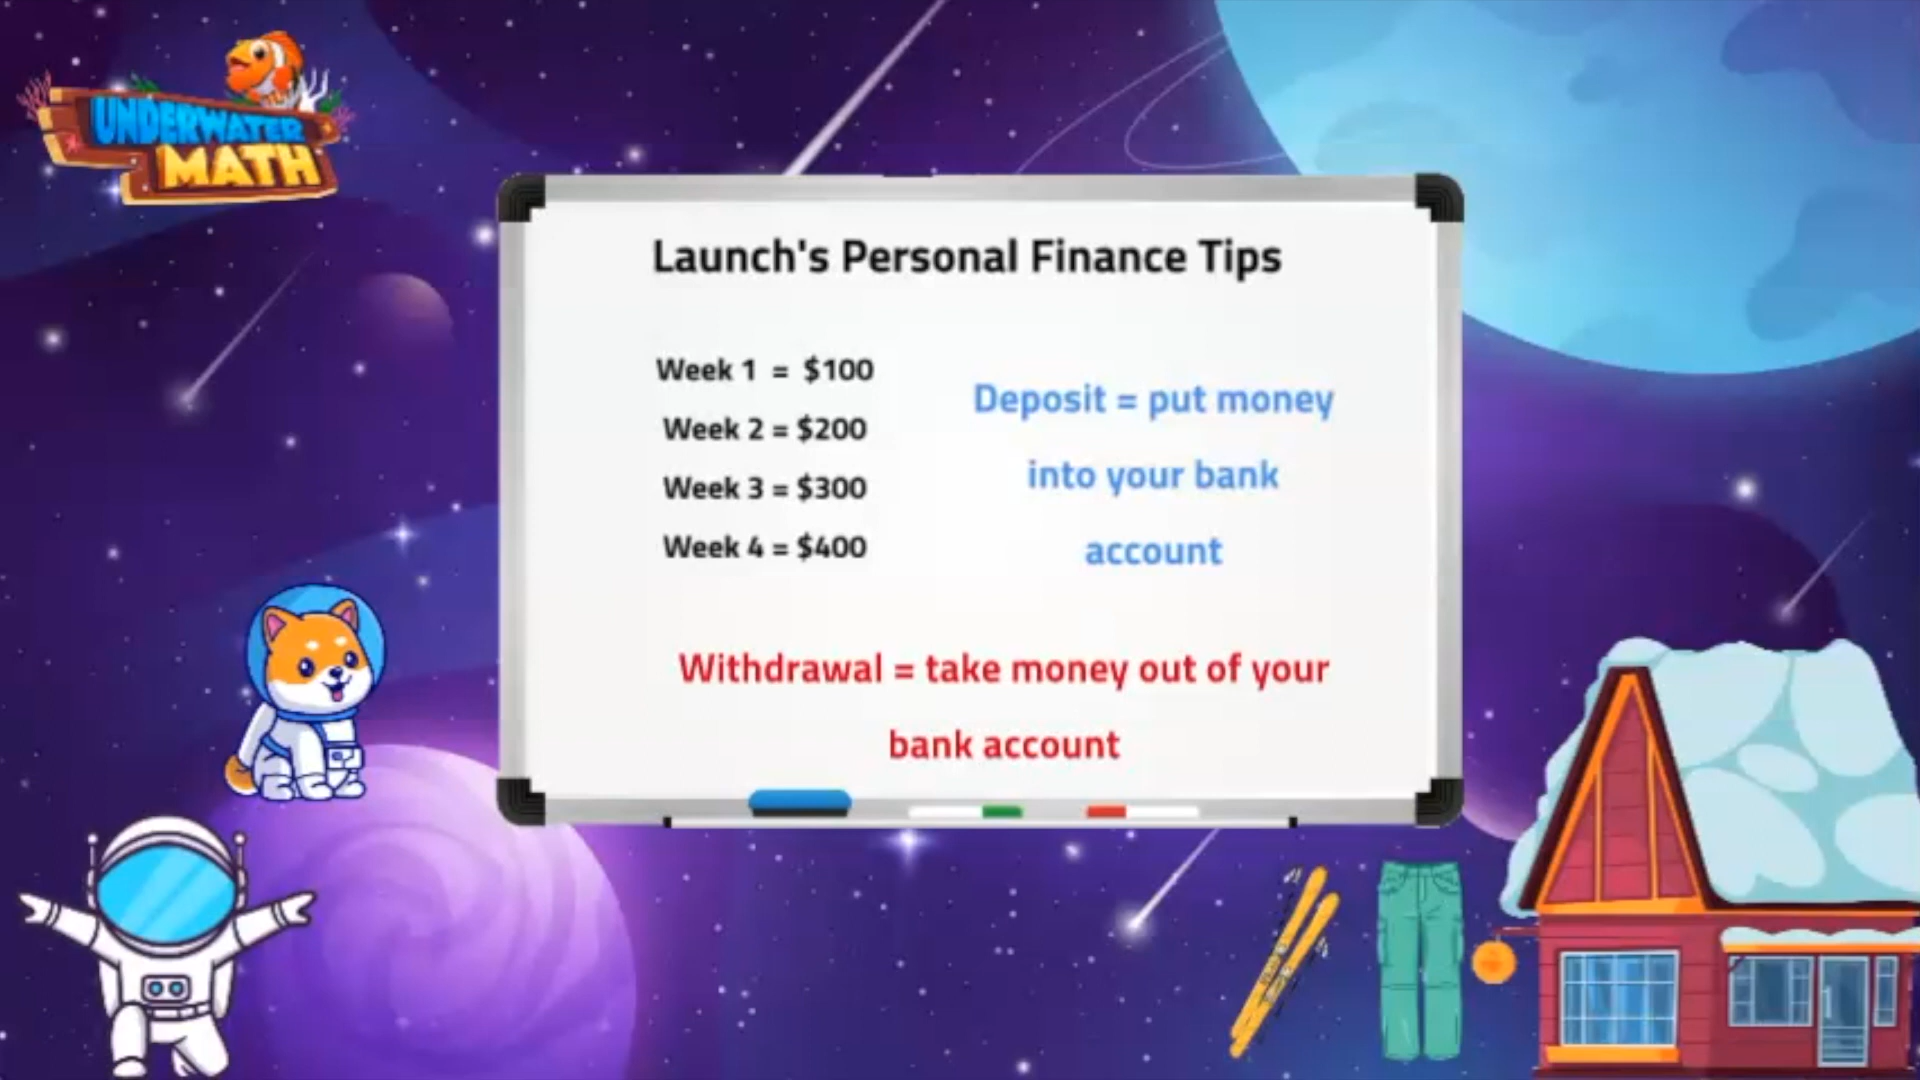 UNDERWATER
MATH
Launch's Personal Finance Tips
Week 1 = $100
Week 2 = $200
Week 3 = $300
Week 4 = $400
Deposit = put money
into your bank
account
Withdrawal = take money out of your
bank account